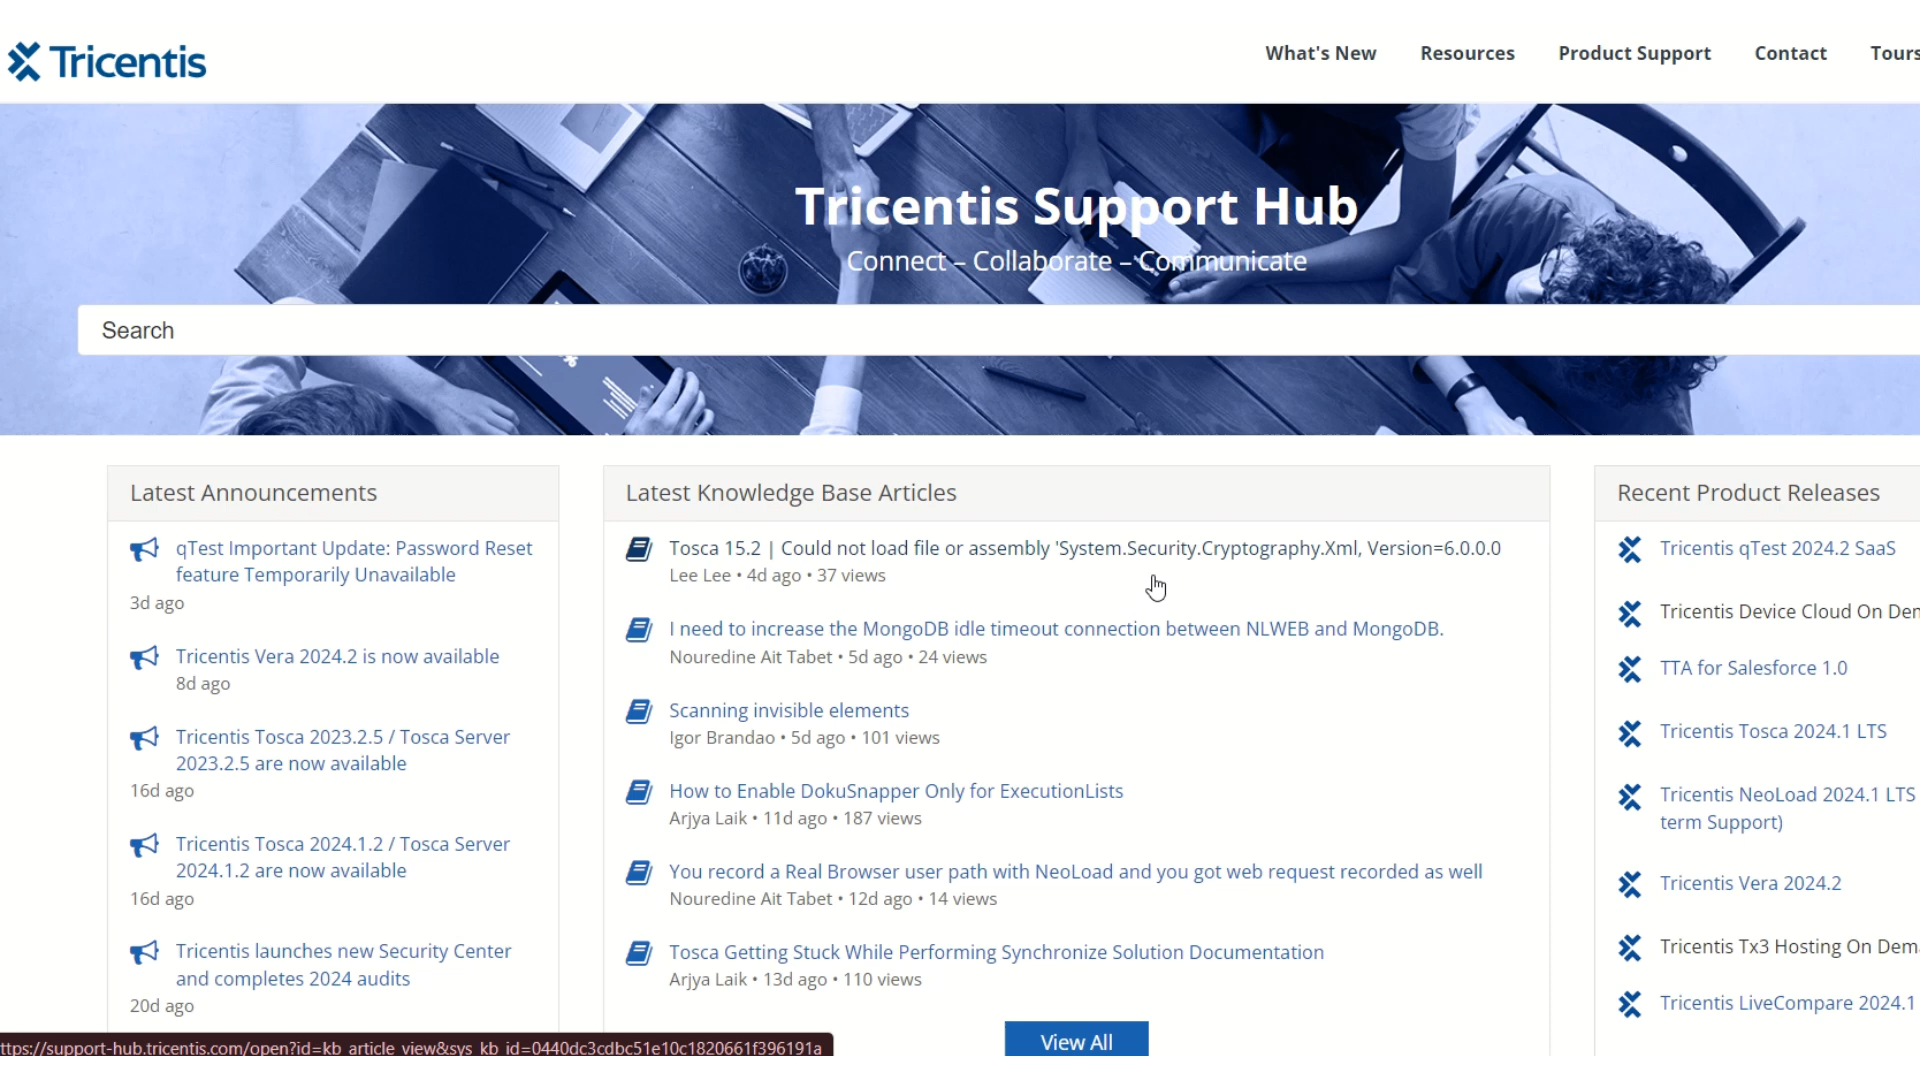 Tricentis
What's New
Resources
Product Support
Contact
Tours
Tricentis Support Hub
Connect – Collaborate – Communicate
Search
Latest Announcements
qTest Important Update: Password Reset
feature Temporarily Unavailable
3d ago
Tricentis Vera 2024.2 is now available
8d ago
Tricentis Tosca 2023.2.5 / Tosca Server
2023.2.5 are now available
16d ago
Tricentis Tosca 2024.1.2 / Tosca Server
2024.1.2 are now available
16d ago
Tricentis launches new Security Center
and completes 2024 audits
20d ago
Latest Knowledge Base Articles
Tosca 15.2 | Could not load file or assembly 'System.Security.Cryptography.Xml, Version=6.0.0.0
Lee Lee • 4d ago • 37 views
I need to increase the MongoDB idle timeout connection between NLWEB and MongoDB.
Nouredine Ait Tabet • 5d ago • 24 views
Scanning invisible elements
Igor Brandao • 5d ago • 101 views
How to Enable DokuSnapper Only for ExecutionLists
Arjya Laik • 11d ago • 187 views
You record a Real Browser user path with NeoLoad and you got web request recorded as well
Nouredine Ait Tabet • 12d ago • 14 views
Tosca Getting Stuck While Performing Synchronize Solution Documentation
Arjya Laik • 13d ago • 110 views
View All
Recent Product Releases
Tricentis qTest 2024.2 SaaS
Tricentis Device Cloud On Den
TTA for Salesforce 1.0
Tricentis Tosca 2024.1 LTS
Tricentis NeoLoad 2024.1 LTS
term Support)
Tricentis Vera 2024.2
Tricentis Tx3 Hosting On Dema
Tricentis LiveCompare 2024.1
ttps://support-hub.tricentis.com/open?id=kb_article_view&sys_kb_id=0440dc3cdbc51e10c1820661f396191a